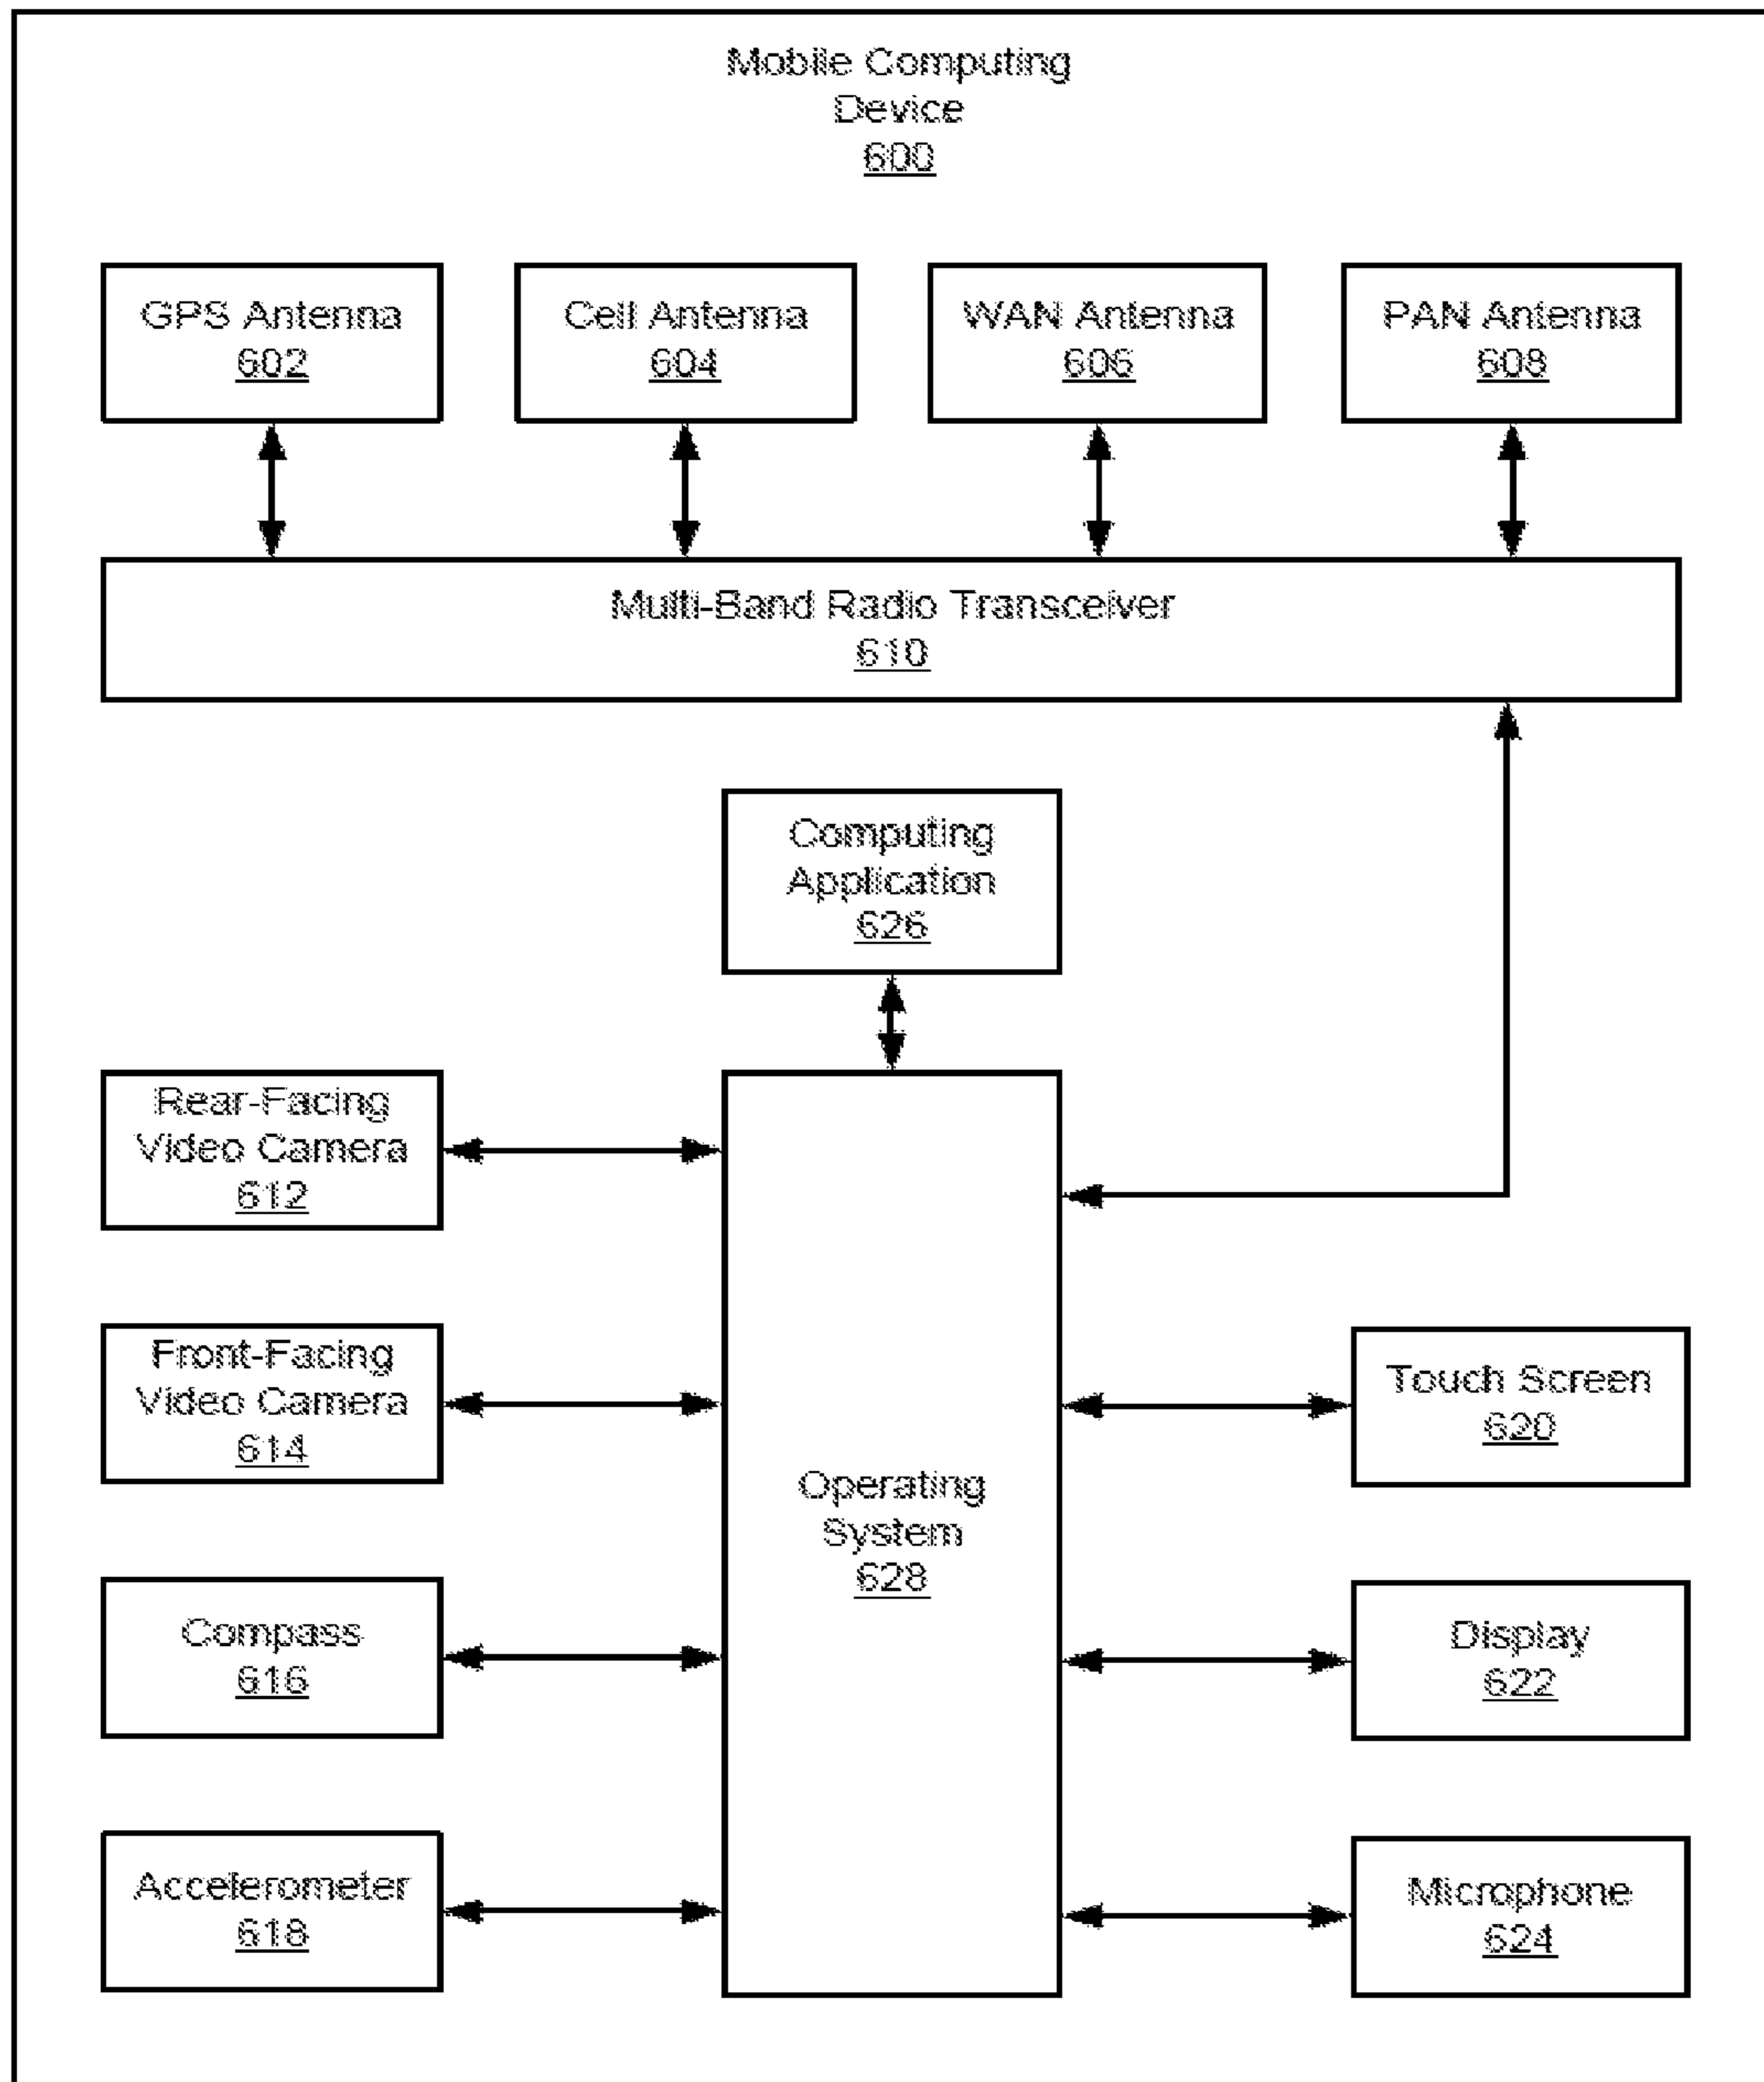 Mobile Computing
Device
600
GPS Antenna
602
Cell Antenna
604
WAN Antenna
606
PAN Antenna
608
Multi-Band Radio Transceiver
610
Computing
Application
626
Rear-Facing
Video Camera
612
Front-Facing
Video Camera
614
Compass
616
Accelerometer
618
Operating
System
628
Touch Screen
620
Display
622
Microphone
624